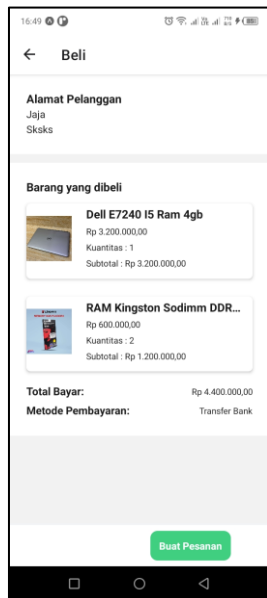 16:49
Beli
Alamat Pelanggan
Jaja
Sksks
Barang yang dibeli
Dell E7240 I5 Ram 4gb
Rp 3.200.000,00
Kuantitas : 1
Subtotal : Rp 3.200.000,00
RAM Kingston Sodimm DDR...
Rp 600.000,00
Kuantitas : 2
Subtotal : Rp 1.200.000,00
Total Bayar: Rp 4.400.000,00
Metode Pembayaran: Transfer Bank
Buat Pesanan